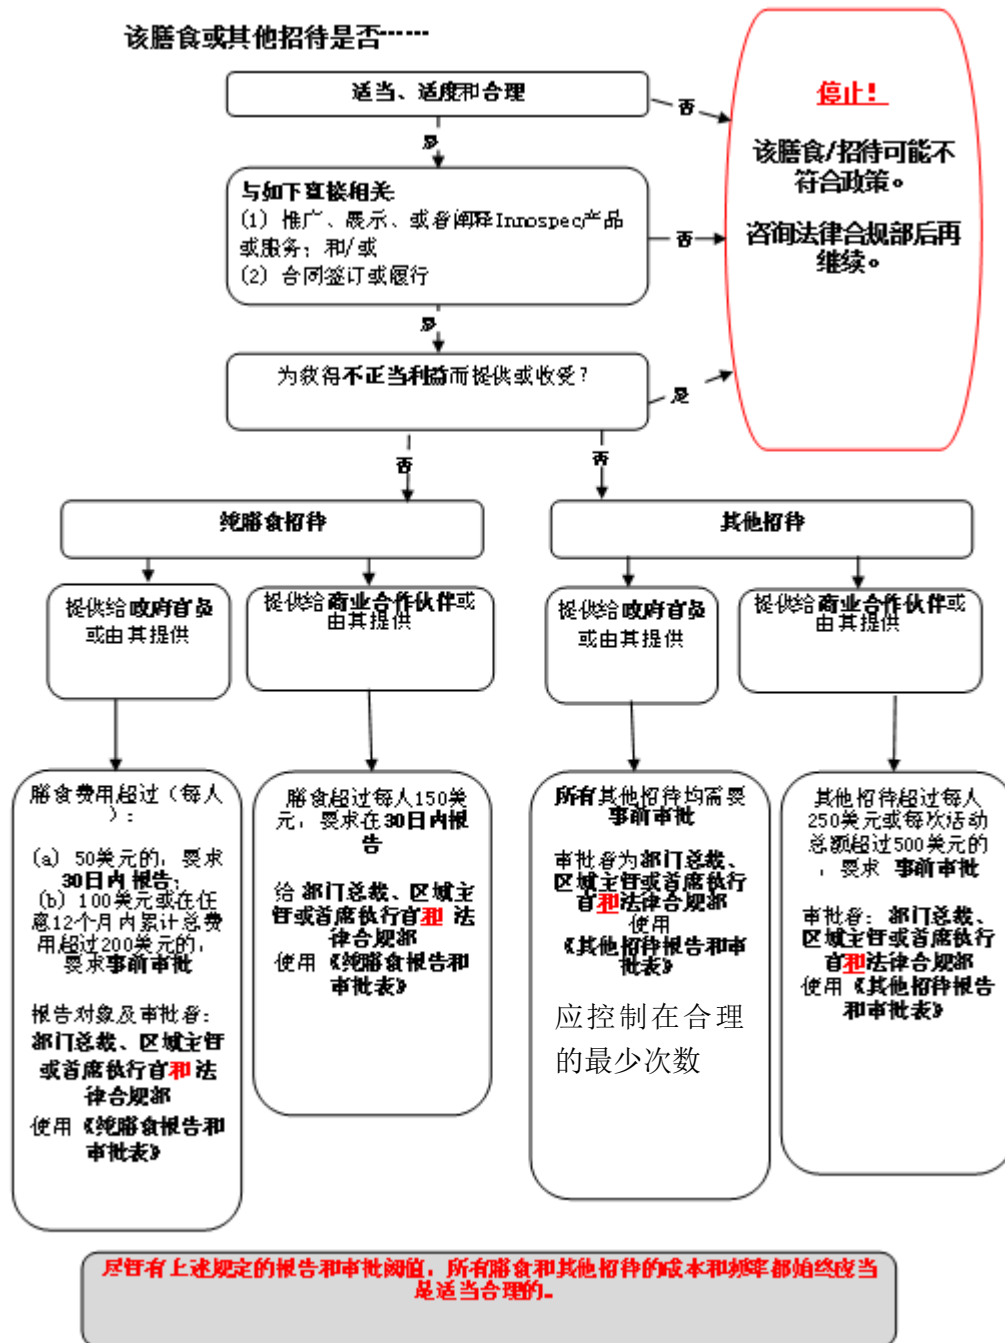 该膳食或其他招待是否……
适当、适度和合理
否
停止！
该膳食/招待可能不
符合政策。
咨询法律合规部后再
继续。
是
与如下直接相关:
(1) 推广、展示、或者阐释Innospec产品
或服务；和/或
(2) 合同签订或履行
否
是
为获得不正当利益而提供或收受？
是
否
否
纯膳食招待
其他招待
提供给政府官员
或由其提供
提供给商业合作伙伴或
由其提供
提供给政府官员
或由其提供
提供给商业合作伙伴或
由其提供
膳食费用超过（每人
）：
(a) 50美元的，要求
30日内报告；
(b) 100美元或在任
意12个月内累计总费
用超过200美元的，
要求事前审批
报告对象及审批者：
部门总裁、区域主管
或首席执行官和 法
律合规部
使用《纯膳食报告和
审批表》
膳食超过每人150美
元，要求在30日内报
告
给 部门总裁、区域主
管或首席执行官和 法
律合规部
使用《纯膳食报告和
审批表》
所有其他招待均需要
事前审批
审批者为部门总裁、
区域主管或首席执行
官和法律合规部
使用
《其他招待报告和审
批表》
应控制在合理
的最少次数
其他招待超过每人
250美元或每次活动
总额超过500美元的
，要求 事前审批
审批者： 部门总裁、
区域主管或首席执行
官和法律合规部
使用《其他招待报告
和审批表》
尽管有上述规定的报告和审批阈值，所有膳食和其他招待的成本和频率都始终应当
是适当合理的。